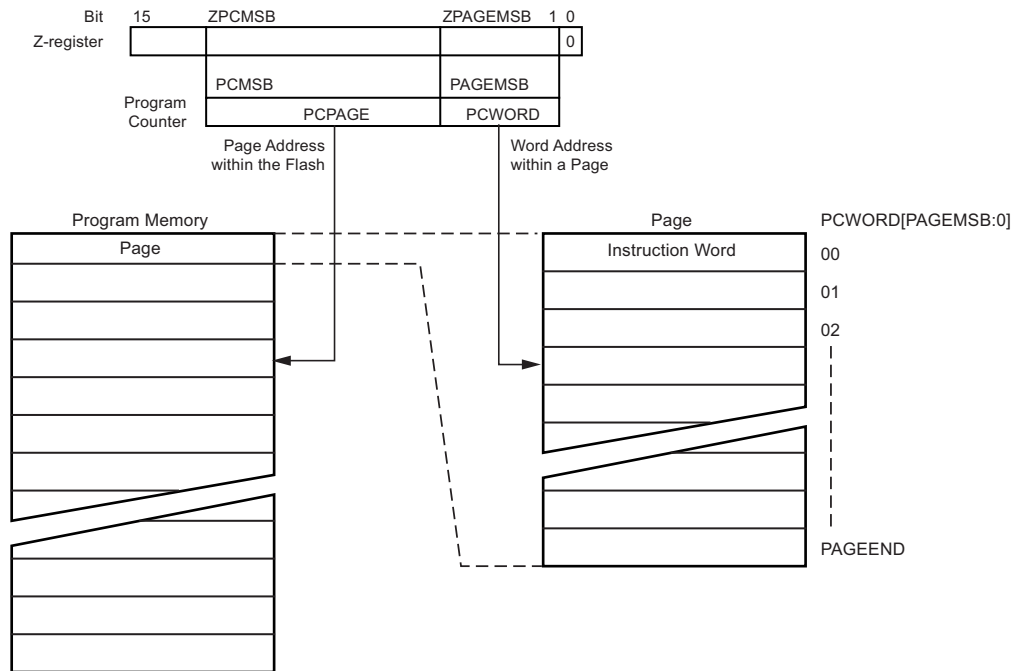 Bit 15 ZPCMSB ZPAGEMSB 1 0
Z-register 0
PCMSB PAGEMSB
Program
Counter
PCPAGE PCWORD
Page Address
within the Flash
Word Address
within a Page
Program Memory
Page
Page PCWORD[PAGEMSB:0]
Instruction Word 00
01
02
PAGEEND